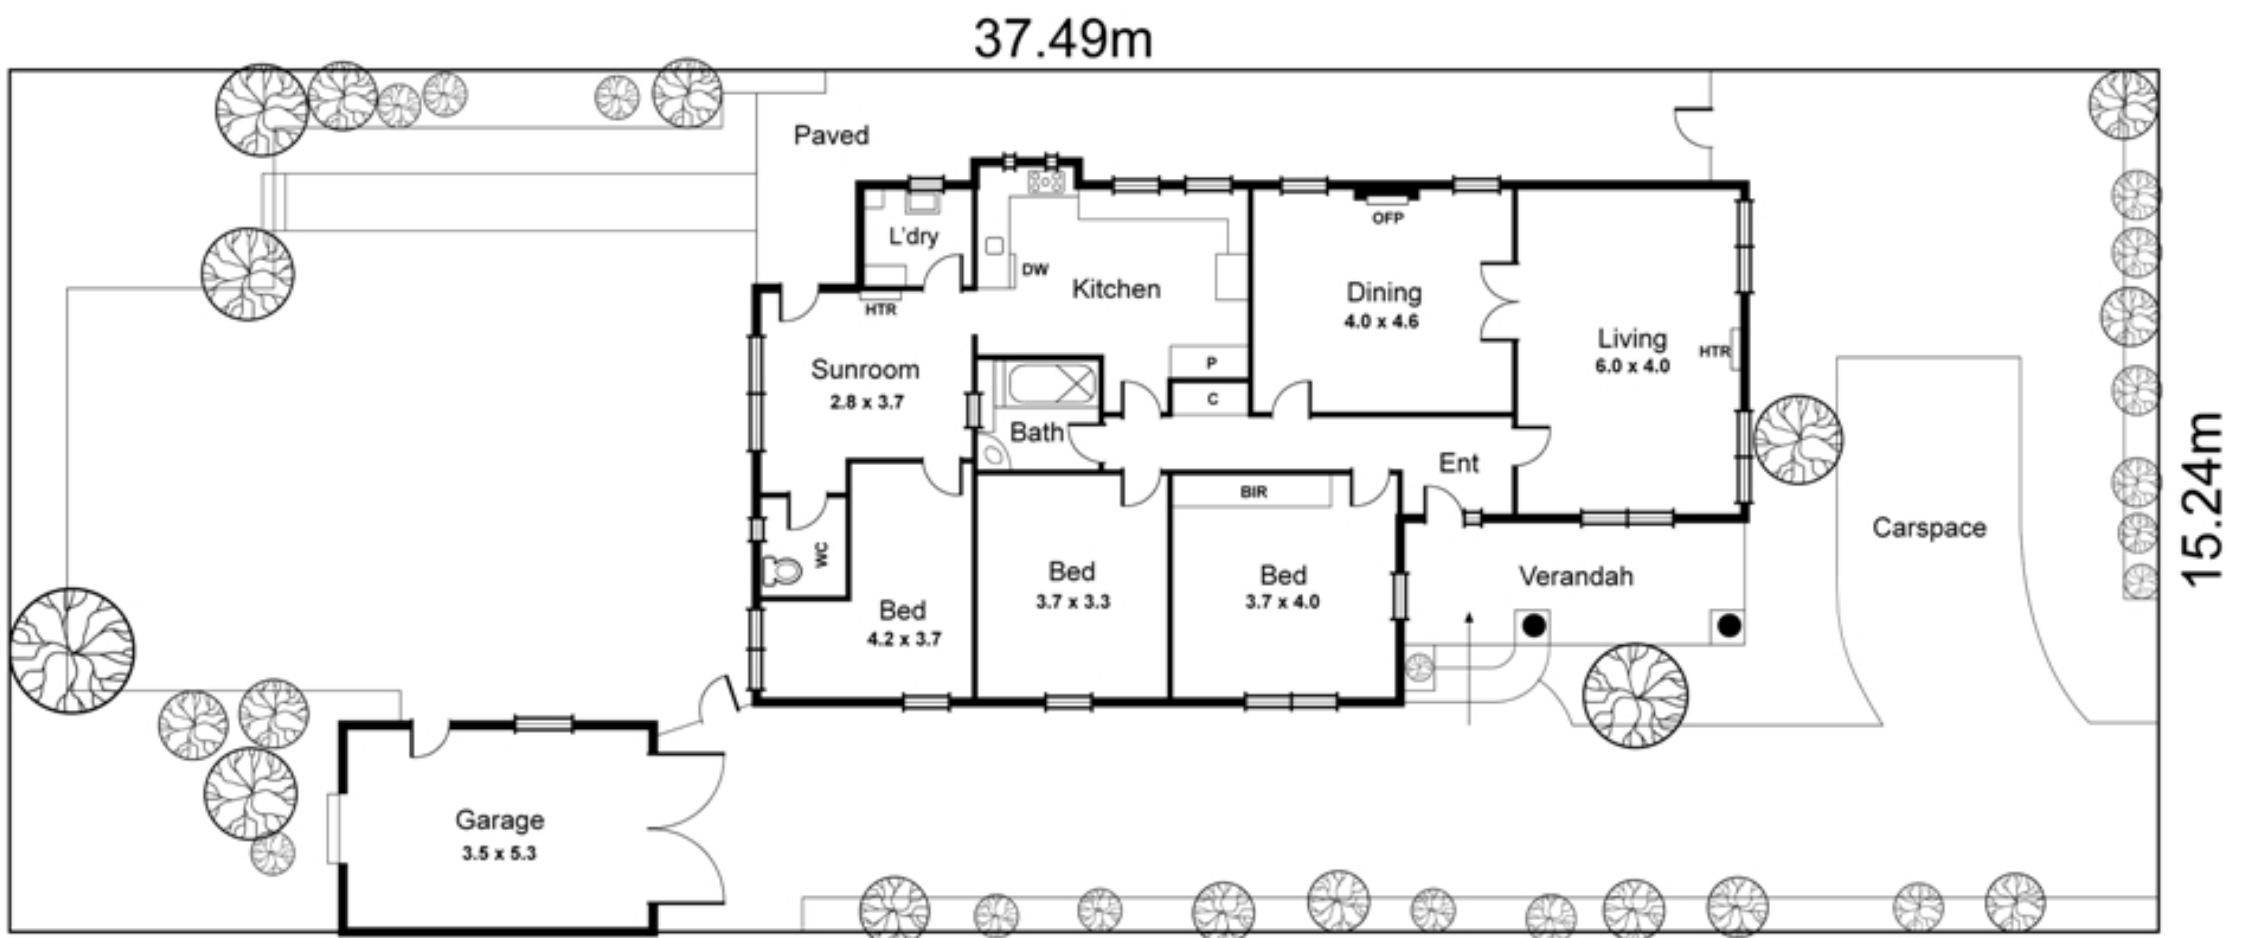 37.49m
Paved
OFP
L'dry
DW
Kitchen
Dining
4.0 x 4.6
HTR
Living
6.0 x 4.0
HTR
Sunroom
2.8 x 3.7
P
C
Bath
Ent
BIR
15.24m
Carspace
WC
Bed
4.2 x 3.7
Bed
3.7 x 3.3
Bed
3.7 x 4.0
Verandah
Garage
3.5 x 5.3